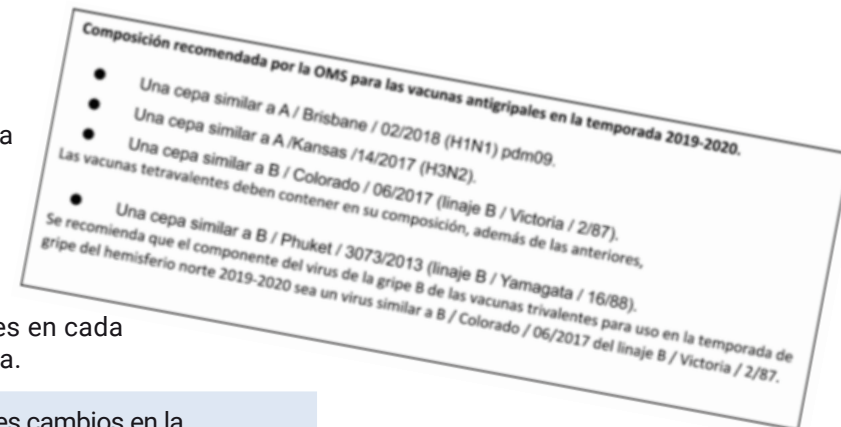 Composición recomendada por la OMS para las vacunas antigripales en la temporada 2019-2020.
● Una cepa similar a A / Brisbane / 02/2018 (H1N1) pdm09.
● Una cepa similar a A /Kansas /14/2017 (H3N2).
● Una cepa similar a B / Colorado / 06/2017 (linaje B / Victoria / 2/87).
Las vacunas tetravalentes deben contener en su composición, además de las anteriores,
● Una cepa similar a B / Phuket / 3073/2013 (linaje B / Yamagata / 16/88).
Se recomienda que el componente del virus de la gripe B de las vacunas trivalentes para uso en la temporada de
gripe del hemisferio norte 2019-2020 sea un virus similar a B / Colorado / 06/2017 del linaje B / Victoria / 2/87.
a
es en cada
a.
es cambios en la